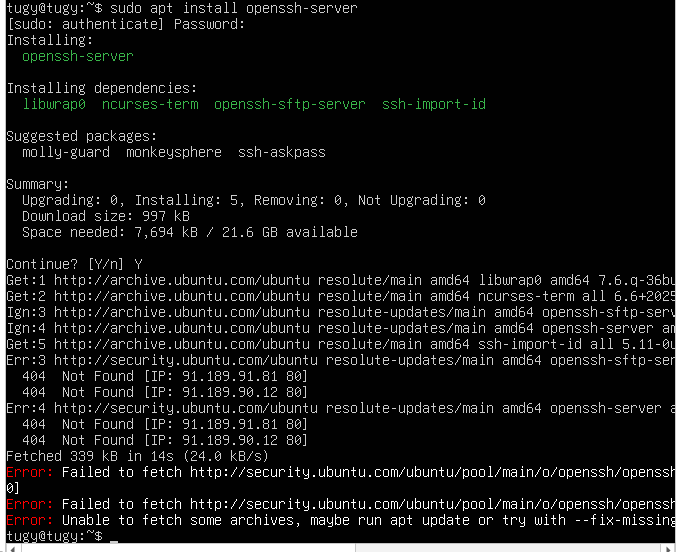 tugy@tugy:~$ sudo apt install openssh-server
[sudo: authenticate] Password:
Installing:
  openssh-server

Installing dependencies:
  libwrap0  ncurses-term  openssh-sftp-server  ssh-import-id

Suggested packages:
  molly-guard  monkeysphere  ssh-askpass

Summary:
  Upgrading: 0, Installing: 5, Removing: 0, Not Upgrading: 0
  Download size: 997 kB
  Space needed: 7,694 kB / 21.6 GB available

Continue? [Y/n] Y
Get:1 http://archive.ubuntu.com/ubuntu resolute/main amd64 libwrap0 amd64 7.6.q-36bu
Get:2 http://archive.ubuntu.com/ubuntu resolute/main amd64 ncurses-term all 6.6+2025
Ign:3 http://archive.ubuntu.com/ubuntu resolute-updates/main amd64 openssh-sftp-serv
Ign:4 http://archive.ubuntu.com/ubuntu resolute-updates/main amd64 openssh-server am
Get:5 http://archive.ubuntu.com/ubuntu resolute/main amd64 ssh-import-id all 5.11-0u
Err:3 http://security.ubuntu.com/ubuntu resolute-updates/main amd64 openssh-sftp-ser
  404  Not Found [IP: 91.189.91.81 80]
  404  Not Found [IP: 91.189.90.12 80]
Err:4 http://security.ubuntu.com/ubuntu resolute-updates/main amd64 openssh-server a
  404  Not Found [IP: 91.189.91.81 80]
  404  Not Found [IP: 91.189.90.12 80]
Fetched 339 kB in 14s (24.0 kB/s)
Error: Failed to fetch http://security.ubuntu.com/ubuntu/pool/main/o/openssh/openssh
0]
Error: Failed to fetch http://security.ubuntu.com/ubuntu/pool/main/o/openssh/openssh
Error: Unable to fetch some archives, maybe run apt update or try with --fix-missing
tugy@tugy:~$ _